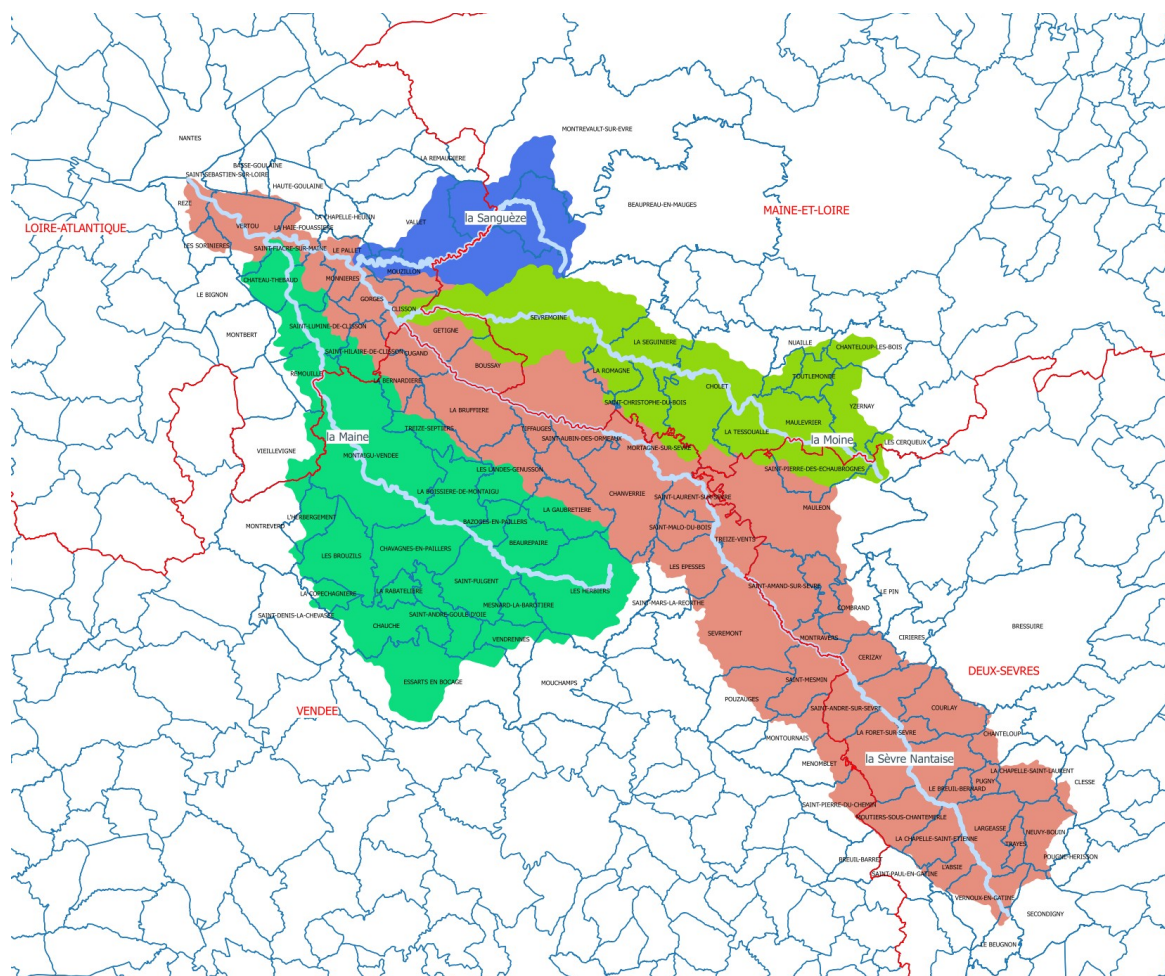 MONTREVAULT-SUR-EVRE
NANTES
LA REMAUDIERE
BASSE-GOULAINE
SAINT-SEBASTIEN-SUR-LOIRE
HAUTE-GOULAINE
REZE
BEAUPREAU-EN-MAUGES
MAINE-ET-LOIRE
LA CHAPELLE-HEULIN
VALLET
la Sanguèze
LOIRE-ATLANTIQUE
VERTOU
LA HAIE-FOUASSIERE
LES SORINIERES
SAINT-FIACRE-SUR-MAINE
LE PALLET
MOUZILLON
CHATEAU-THEBAUD
MONNIERES
LE BIGNON
GORGES
CLISSON
SEVREMOINE
MONTBERT
SAINT-LUMINE-DE-CLISSON
GETIGNE
LA SEGUINIERE
NUAILLE
CHANTELOUP-LES-BOIS
SAINT-HILAIRE-DE-CLISSON
CUGAND
BOUSSAY
LA ROMAGNE
TOUTLEMONDE
REMOUILLE
LA BERNARDIERE
CHOLET
SAINT-CHRISTOPHE-DU-BOIS
YZERNAY
LA BRUFFIERE
MAULEVRIER
TREIZE-SEPTIERS
TIFFAUGES
LA TESSOUALLE
la Maine
SAINT-AUBIN-DES-ORMEAUX
la Moine
LES CERQUEUX
VIEILLEVIGNE
MONTAIGU-VENDEE
MORTAGNE-SUR-SEVRE
LES LANDES-GENUSSON
SAINT-PIERRE-DES-ECHAUBROGNES
LA BOISSIERE-DE-MONTAIGU
CHANVERRIE
SAINT-LAURENT-SUR-SEVRE
MAULEON
L'HERBERGEMENT
LA GAUBRETIERE
MONTREVERD
BAZOGES-EN-PAILLERS
SAINT-MALO-DU-BOIS
BEAUREPAIRE
TREIZE-VENTS
LES BROUZILS
CHAVAGNES-EN-PAILLERS
LES EPESSES
SAINT-FULGENT
SAINT-AMAND-SUR-SEVRE
LA COPECHAGNIERE
LA RABATELIERE
LES HERBIERS
LE PIN
SAINT-MARS-LA-REORTHE
MESNARD-LA-BAROTIERE
COMBRAND
SAINT-DENIS-LA-CHEVASSE
SAINT-ANDRE-GOULE D'OIE
CHAUCHE
BRESSUIRE
SEVREMONT
MONTRAVERS
CIRIERES
VENDRENNES
CERIZAY
DEUX-SEVRES
ESSARTS EN BOCAGE
MOUCHAMPS
SAINT-MESMIN
POUZAUGES
VENDEE
SAINT-ANDRE-SUR-SEVRE
COURLAY
LA FORET-SUR-SEVRE
CHANTELOUP
MONTOURNAIS
la Sèvre Nantaise
MENOMBLET
LA CHAPELLE-SAINT-LAURENT
PUGNY
CLESSE
LE BREUIL-BERNARD
SAINT-PIERRE-DU-CHEMIN
MOUTIERS-SOUS-CHANTEMERLE
LARGEASSE
NEUVY-BOUIN
LA CHAPELLE-SAINT-ETIENNE
TRAYES
BREUIL-BARRET
POUGNE-HERISSON
L'ABSIE
SAINT-PAUL-EN-GATINE
VERNOUX-EN-GATINE
SECONDIGNY
LE BEUGNON